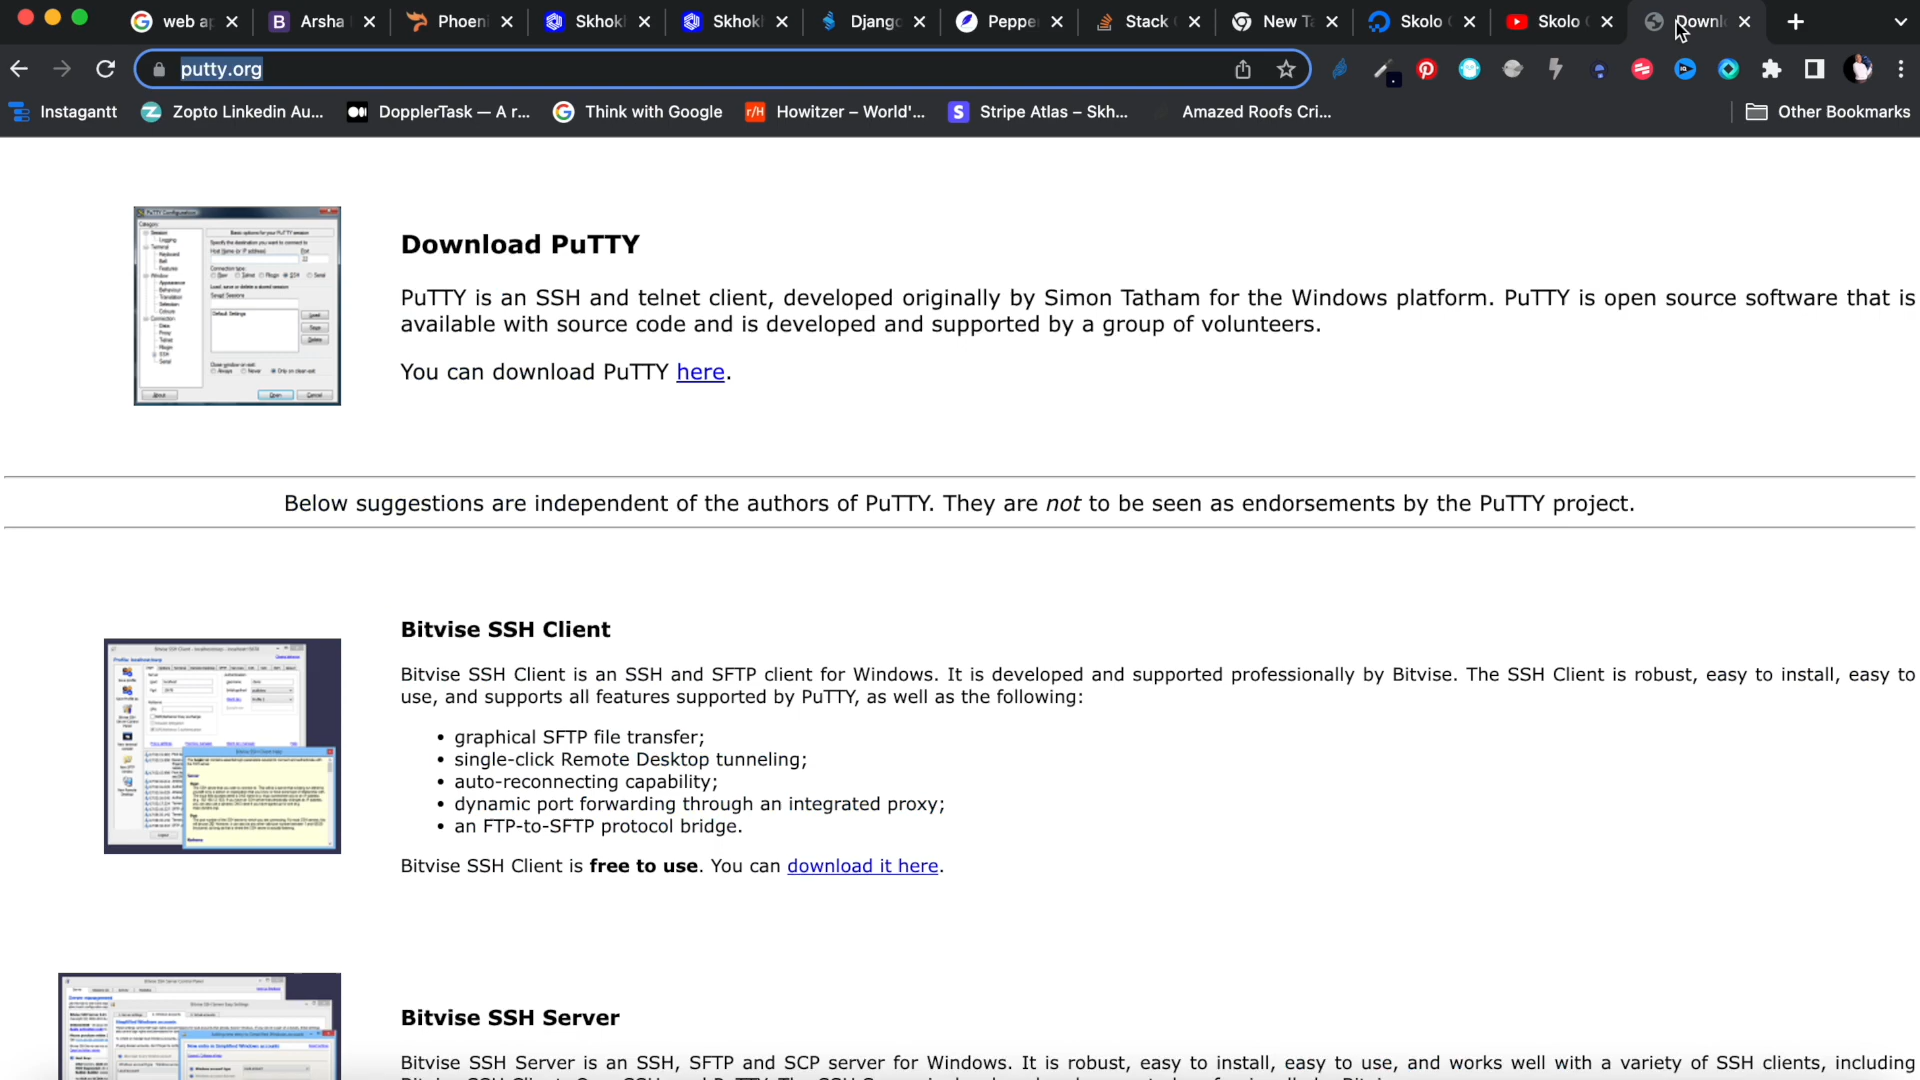 web ap
Arsha
Phoeni
Skhok
Skhokh
Django
Pepper
Stack
New Ta
Skolo
Skolo
Downl
putty.org
Instagantt
Zopto Linkedin Au...
DopplerTask — A r...
Think with Google
Howitzer – World'...
Stripe Atlas – Skh...
Amazed Roofs Cri...
Other Bookmarks
Download PuTTY
PuTTY is an SSH and telnet client, developed originally by Simon Tatham for the Windows platform. PuTTY is open source software that is
available with source code and is developed and supported by a group of volunteers.
You can download PuTTY here.
Below suggestions are independent of the authors of PuTTY. They are not to be seen as endorsements by the PuTTY project.
Bitvise SSH Client
Bitvise SSH Client is an SSH and SFTP client for Windows. It is developed and supported professionally by Bitvise. The SSH Client is robust, easy to install, easy to
use, and supports all features supported by PuTTY, as well as the following:
• graphical SFTP file transfer;
• single-click Remote Desktop tunneling;
• auto-reconnecting capability;
• dynamic port forwarding through an integrated proxy;
• an FTP-to-SFTP protocol bridge.
Bitvise SSH Client is free to use. You can download it here.
Bitvise SSH Server
Bitvise SSH Server is an SSH, SFTP and SCP server for Windows. It is robust, easy to install, easy to use, and works well with a variety of SSH clients, including